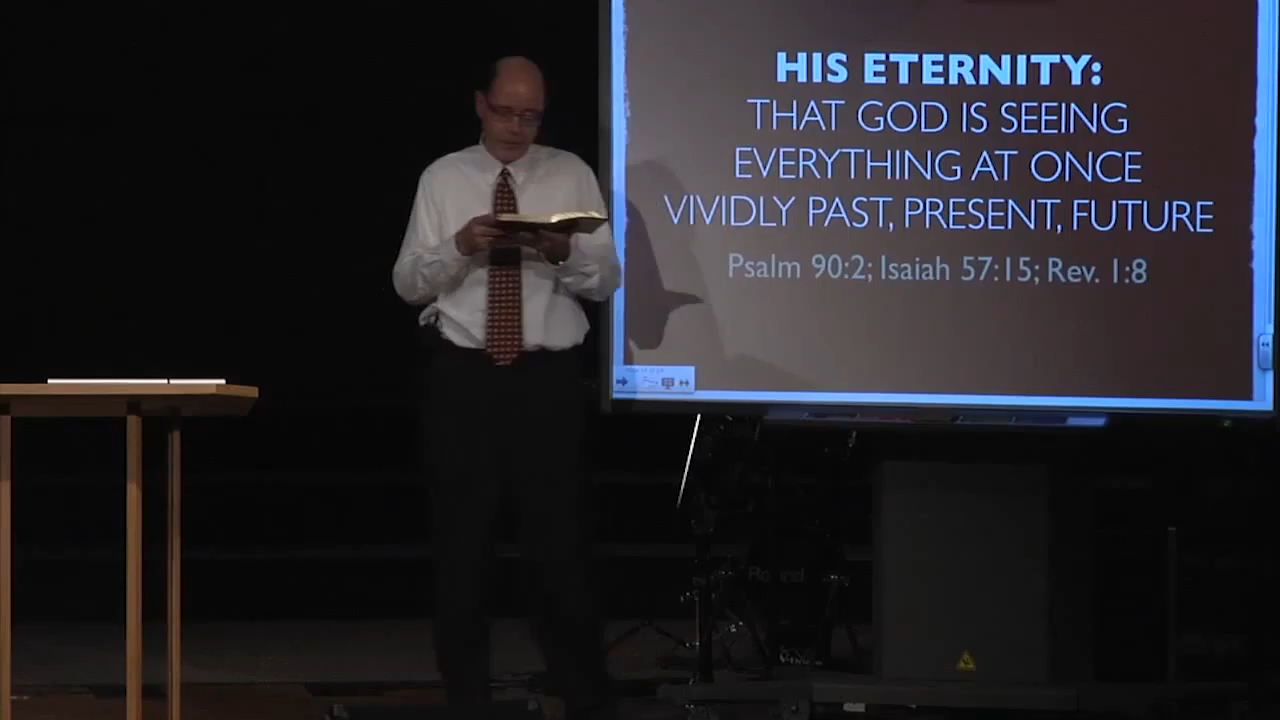 HIS ETERNITY:
THAT GOD IS SEEING
EVERYTHING AT ONCE
VIVIDLY PAST, PRESENT, FUTURE
Psalm 90:2; Isaiah 57:15; Rev. 1:8
Roland